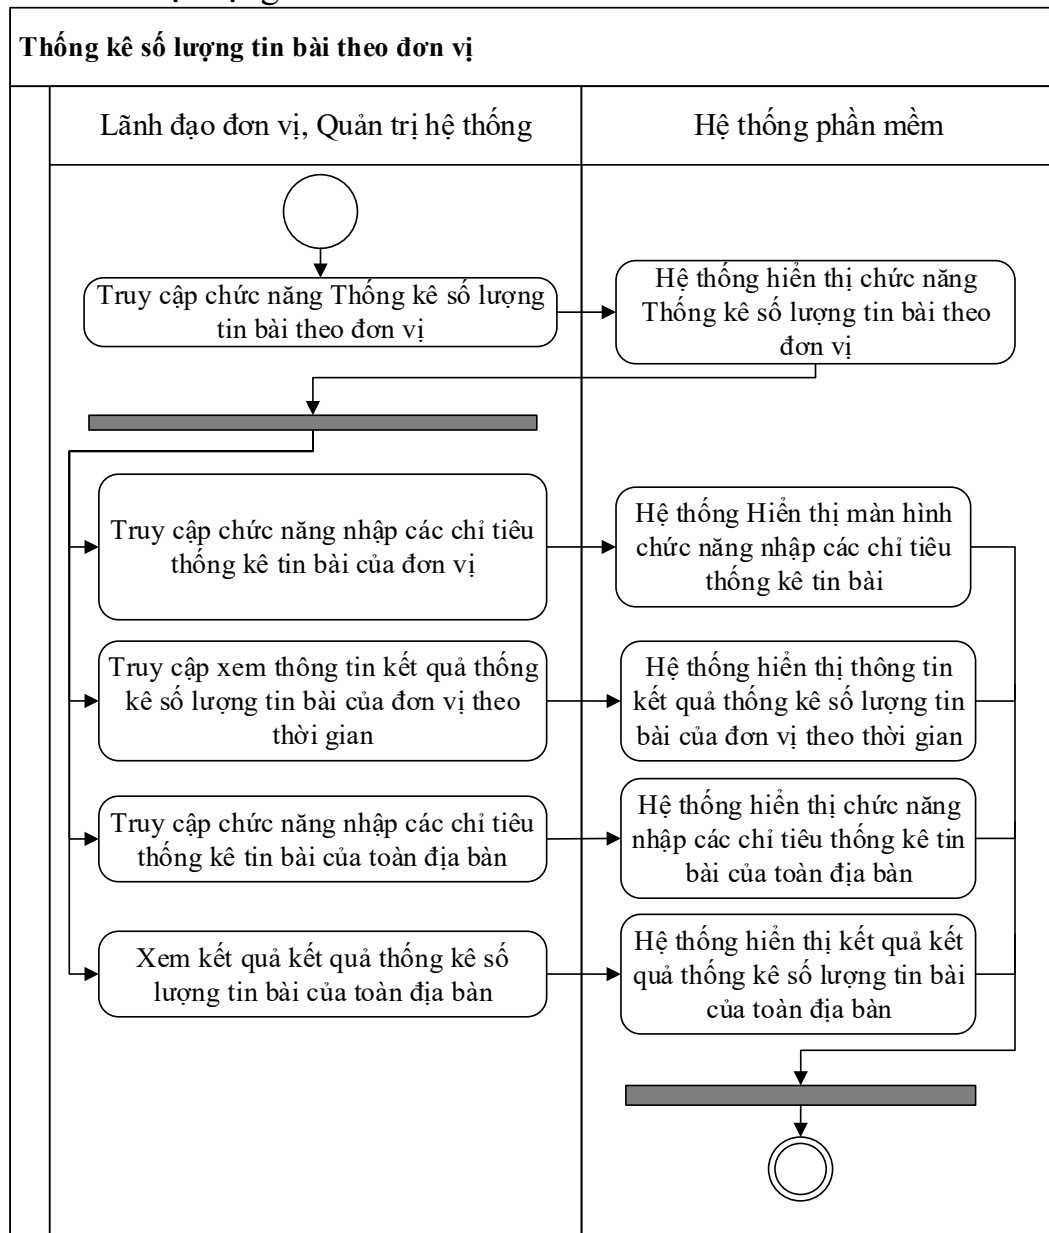 Thống kê số lượng tin bài theo đơn vị
Lãnh đạo đơn vị, Quản trị hệ thống
Hệ thống phần mềm
Truy cập chức năng Thống kê số lượng
tin bài theo đơn vị
Hệ thống hiển thị chức năng
Thống kê số lượng tin bài theo
đơn vị
Truy cập chức năng nhập các chỉ tiêu
thống kê tin bài của đơn vị
Hệ thống Hiển thị màn hình
chức năng nhập các chỉ tiêu
thống kê tin bài
Truy cập xem thông tin kết quả thống
kê số lượng tin bài của đơn vị theo
thời gian
Hệ thống hiển thị thông tin
kết quả thống kê số lượng tin
bài của đơn vị theo thời gian
Truy cập chức năng nhập các chỉ tiêu
thống kê tin bài của toàn địa bàn
Hệ thống hiển thị chức năng
nhập các chỉ tiêu thống kê tin
bài của toàn địa bàn
Xem kết quả kết quả thống kê số
lượng tin bài của toàn địa bàn
Hệ thống hiển thị kết quả kết
quả thống kê số lượng tin bài
của toàn địa bàn